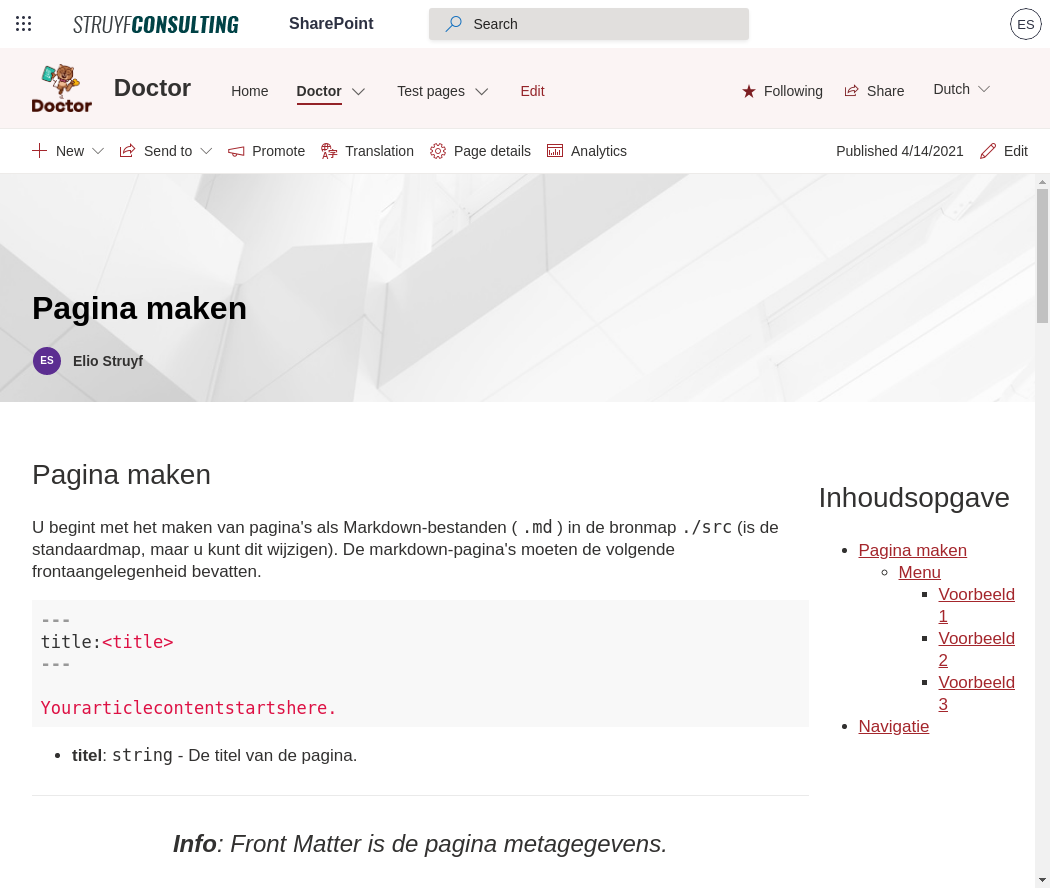 STRUYFCONSULTING SharePoint Search ES
Doctor Doctor Home Doctor Test pages Edit Following Share Dutch
New Send to Promote Translation Page details Analytics Published 4/14/2021 Edit
Pagina maken
ES Elio Struyf
Pagina maken
U begint met het maken van pagina's als Markdown-bestanden ( .md ) in de bronmap ./src (is de
standaardmap, maar u kunt dit wijzigen). De markdown-pagina's moeten de volgende
frontaangelegenheid bevatten.
---
title:<title>
---
Yourarticlecontentstartshere.
• titel: string - De titel van de pagina.
Info: Front Matter is de pagina metagegevens.
Inhoudsopgave
Pagina maken
Menu
Voorbeeld
1
Voorbeeld
2
Voorbeeld
3
Navigatie